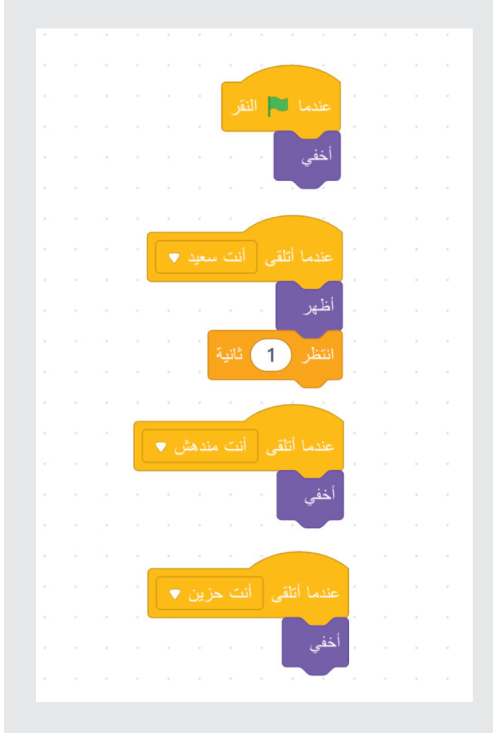 عندما النقر
أخفي
عندما أتلقى أنت سعيد
أظهر
انتظر 1 ثانية
عندما أتلقى أنت مندهش
أخفي
عندما أتلقى أنت حزين
أخفي